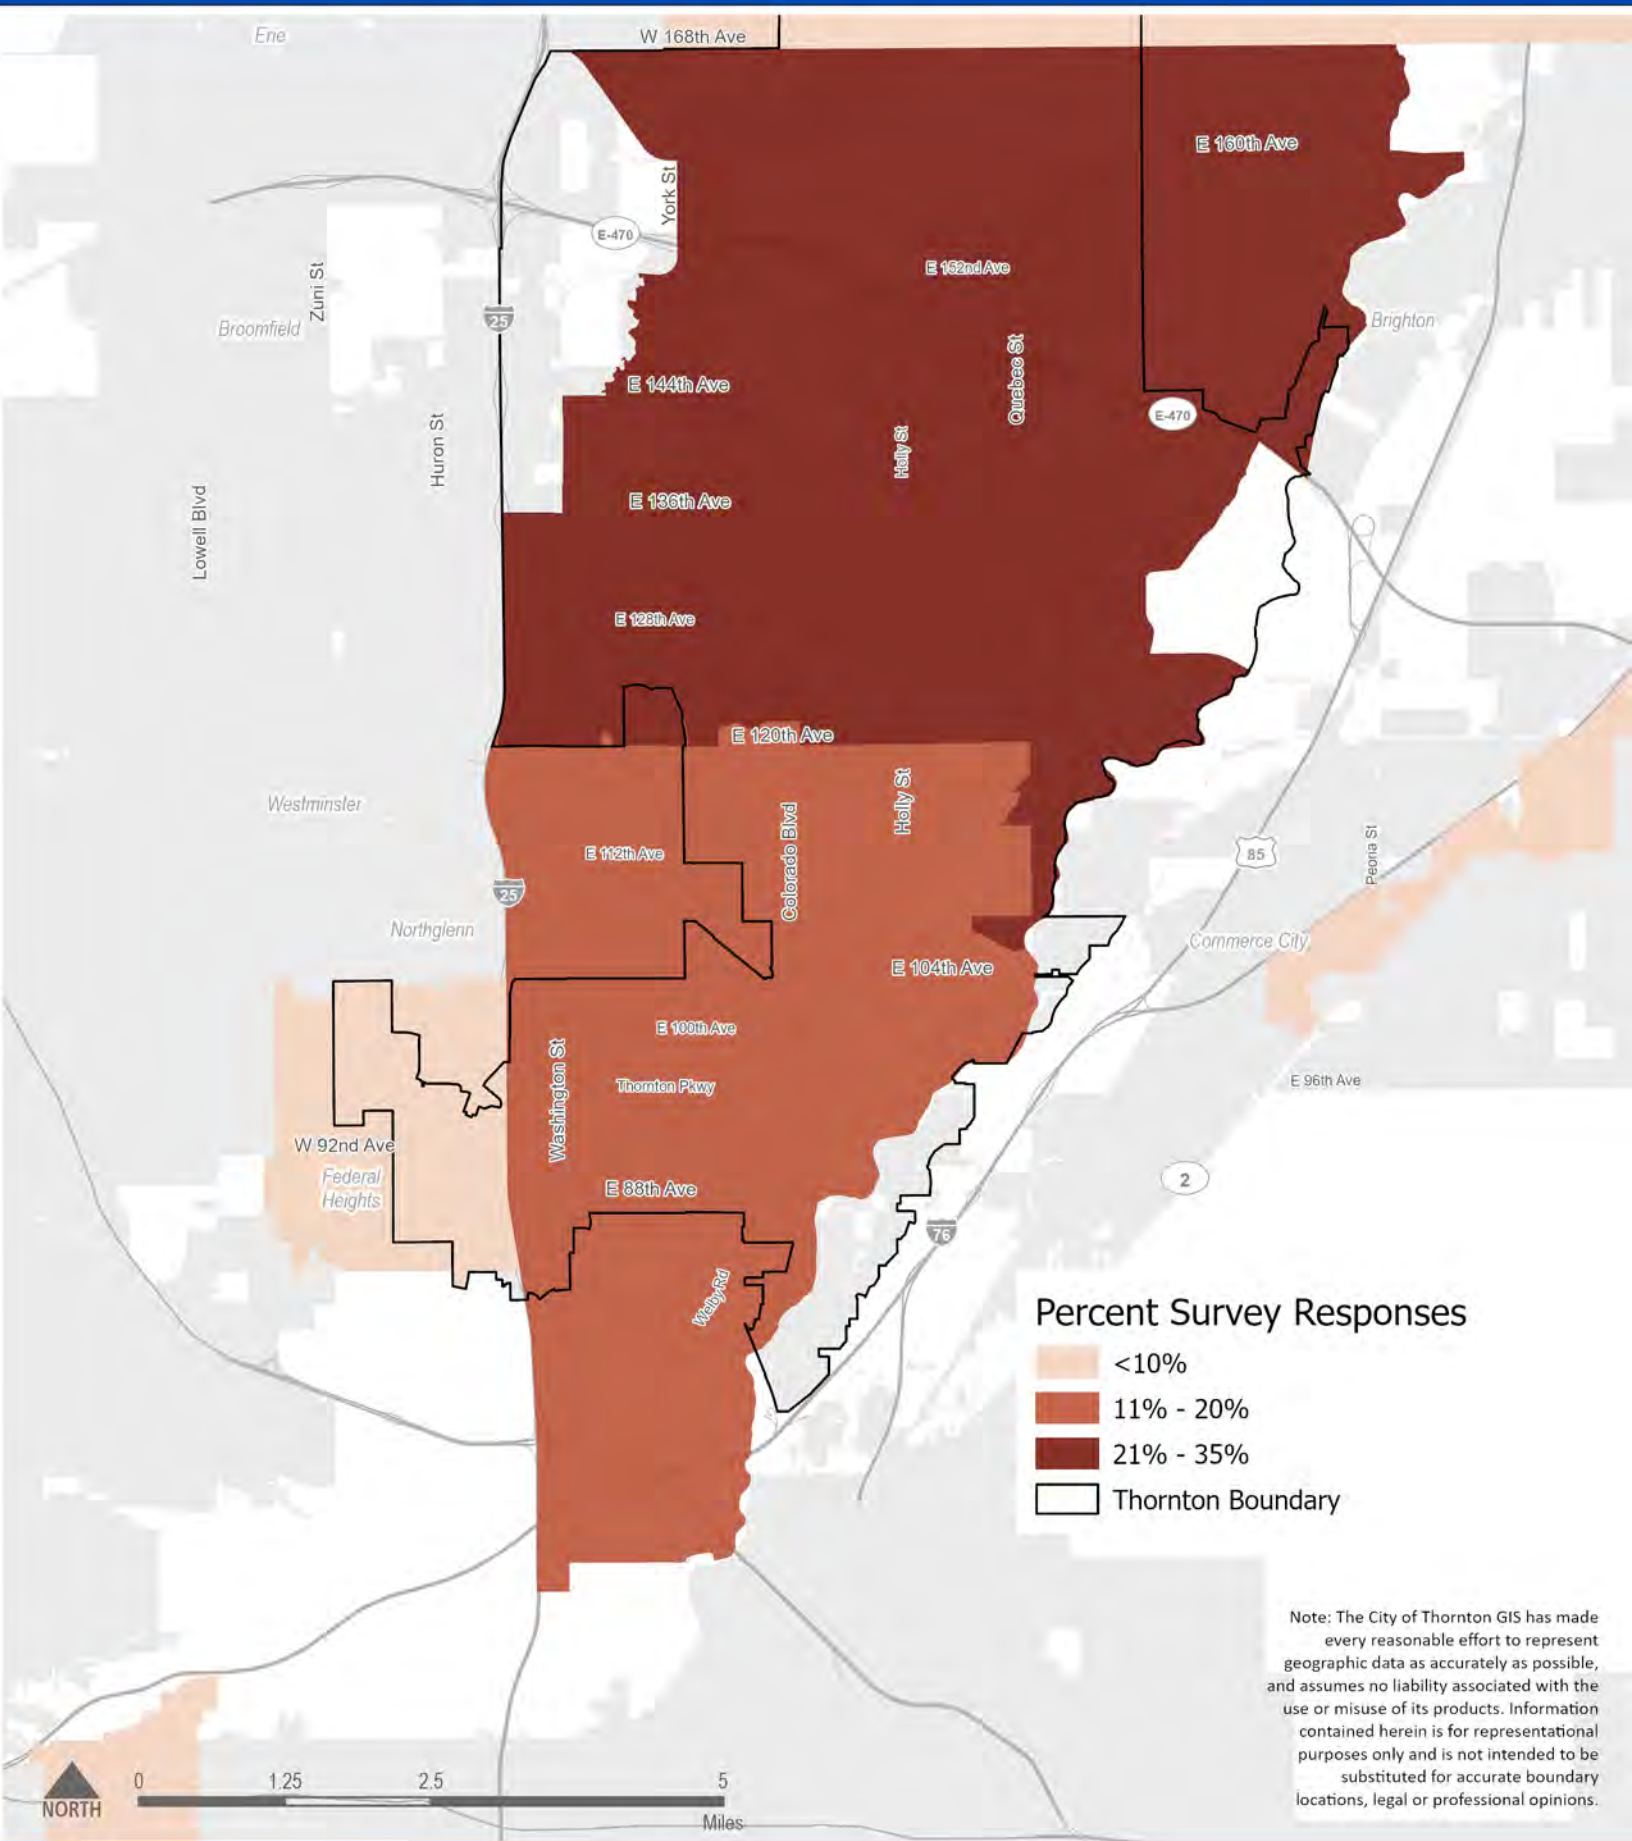 Erie
W 168th Ave
E 160th Ave
York St
E-470
Zuni St
E 152nd Ave
25
Broomfield
Brighton
Quebec St
E 144th Ave
E-470
Huron St
Holly St
E 136th Ave
Lowell Blvd
E 128th Ave
E 120th Ave
Westminster
Holly St
Colorado Blvd
E 112th Ave
85
Peoria St
25
Northglenn
Commerce City
E 104th Ave
E 100th Ave
Washington St
Thornton Pkwy
E 96th Ave
W 92nd Ave
Federal
Heights
E 88th Ave
2
76
Welby Rd
Percent Survey Responses
<10%
11% - 20%
21% - 35%
Thornton Boundary
Note: The City of Thornton GIS has made
every reasonable effort to represent
geographic data as accurately as possible,
and assumes no liability associated with the
use or misuse of its products. Information
contained herein is for representational
purposes only and is not intended to be
substituted for accurate boundary
locations, legal or professional opinions.
0 1.25 2.5 5
NORTH
Miles